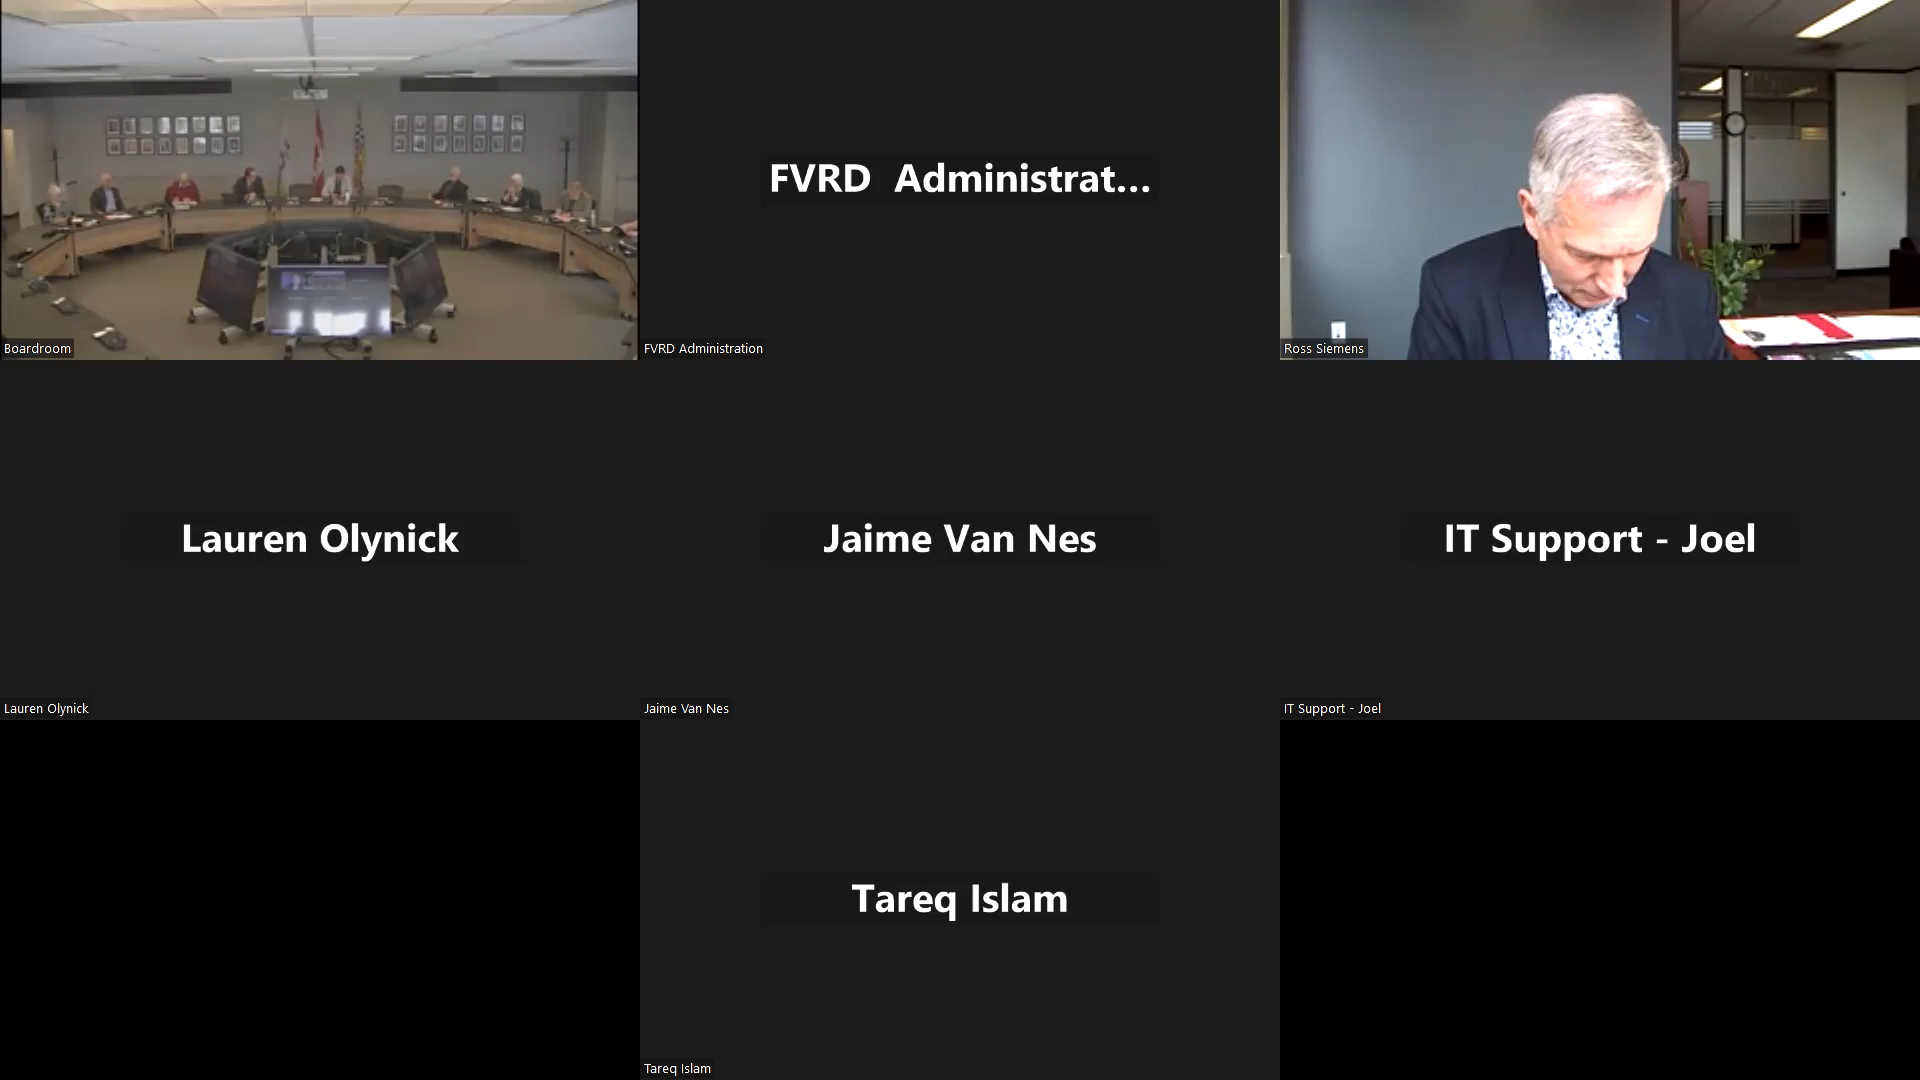 Boardroom
FVRD  Administrat...
FVRD Administration
Ross Siemens
Lauren Olynick
Lauren Olynick
Jaime Van Nes
Jaime Van Nes
IT Support - Joel
IT Support - Joel
Tareq Islam
Tareq Islam